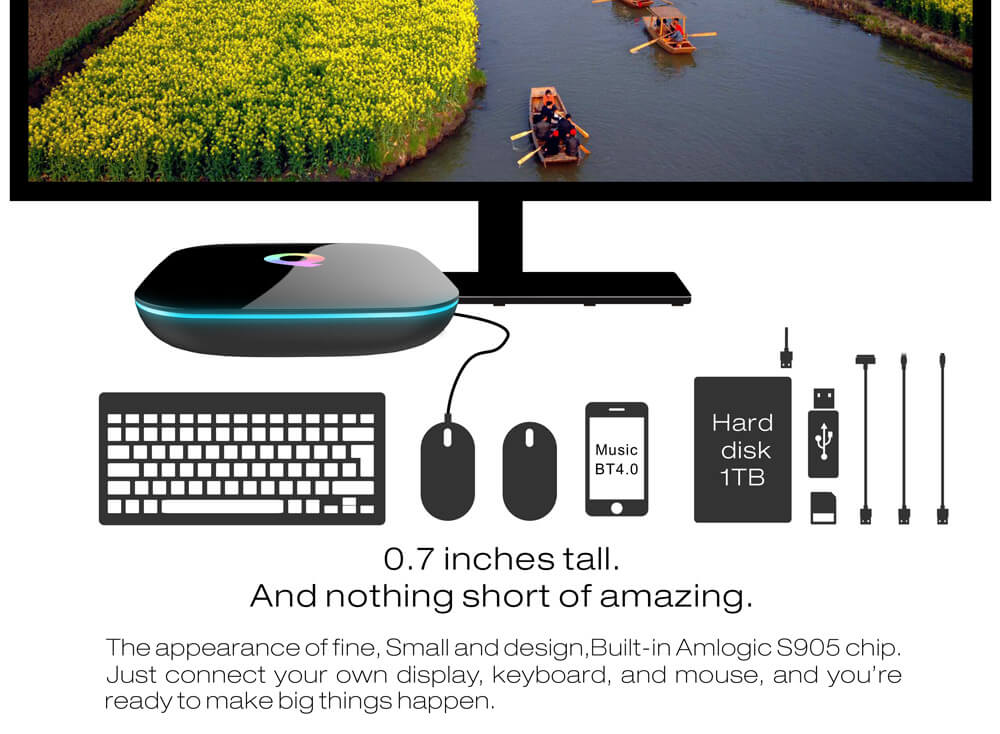 Music
BT4.0
Hard
disk
1TB
0.7 inches tall.
And nothing short of amazing.
The appearance of fine, Small and design,Built-in Amlogic S905 chip.
Just connect your own display, keyboard, and mouse, and you're
ready to make big things happen.